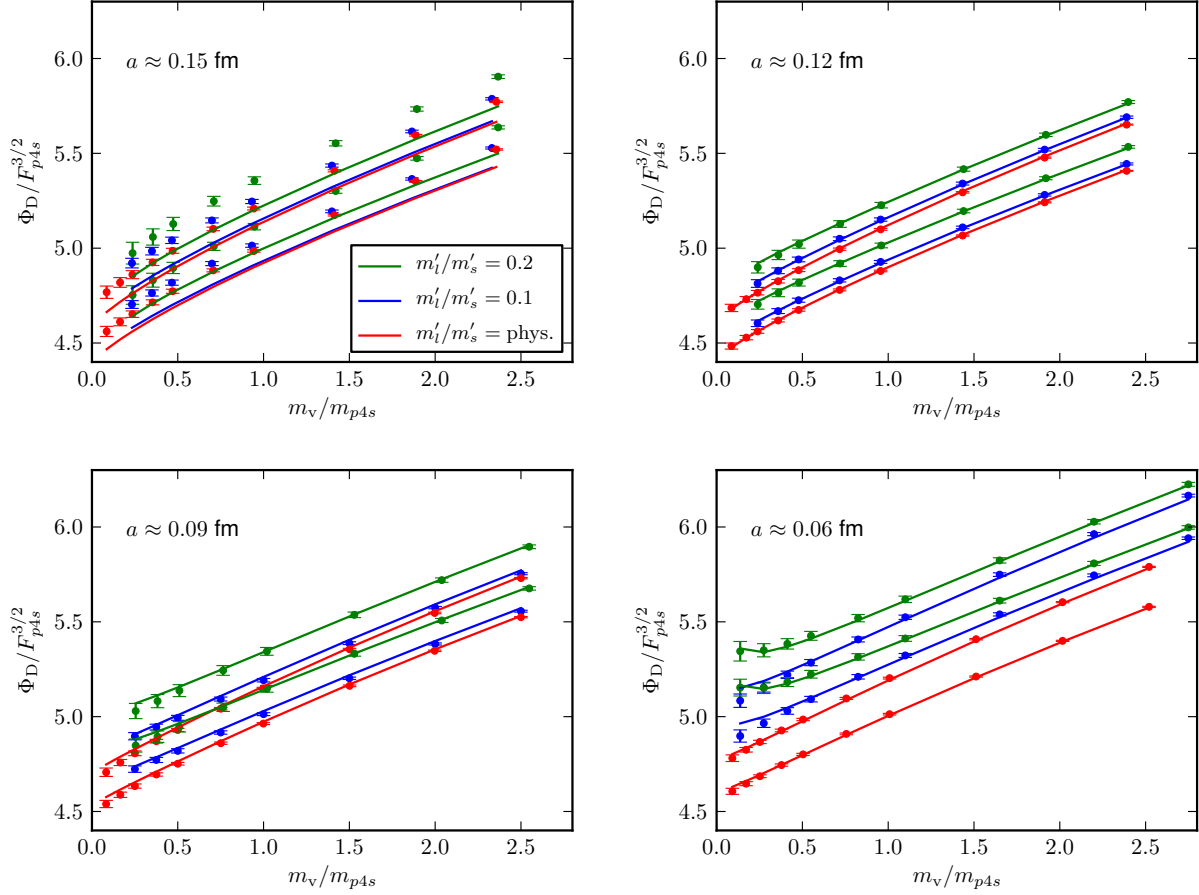 a ≈ 0.15 fm
Φ_D/F_{p4s}^{3/2}
6.0
5.5
5.0
4.5
m′_l/m′_s = 0.2
m′_l/m′_s = 0.1
m′_l/m′_s = phys.
0.0 0.5 1.0 1.5 2.0 2.5
m_v/m_{p4s}
a ≈ 0.12 fm
Φ_D/F_{p4s}^{3/2}
6.0
5.5
5.0
4.5
0.0 0.5 1.0 1.5 2.0 2.5
m_v/m_{p4s}
a ≈ 0.09 fm
Φ_D/F_{p4s}^{3/2}
6.0
5.5
5.0
4.5
0.0 0.5 1.0 1.5 2.0 2.5
m_v/m_{p4s}
a ≈ 0.06 fm
Φ_D/F_{p4s}^{3/2}
6.0
5.5
5.0
4.5
0.0 0.5 1.0 1.5 2.0 2.5
m_v/m_{p4s}